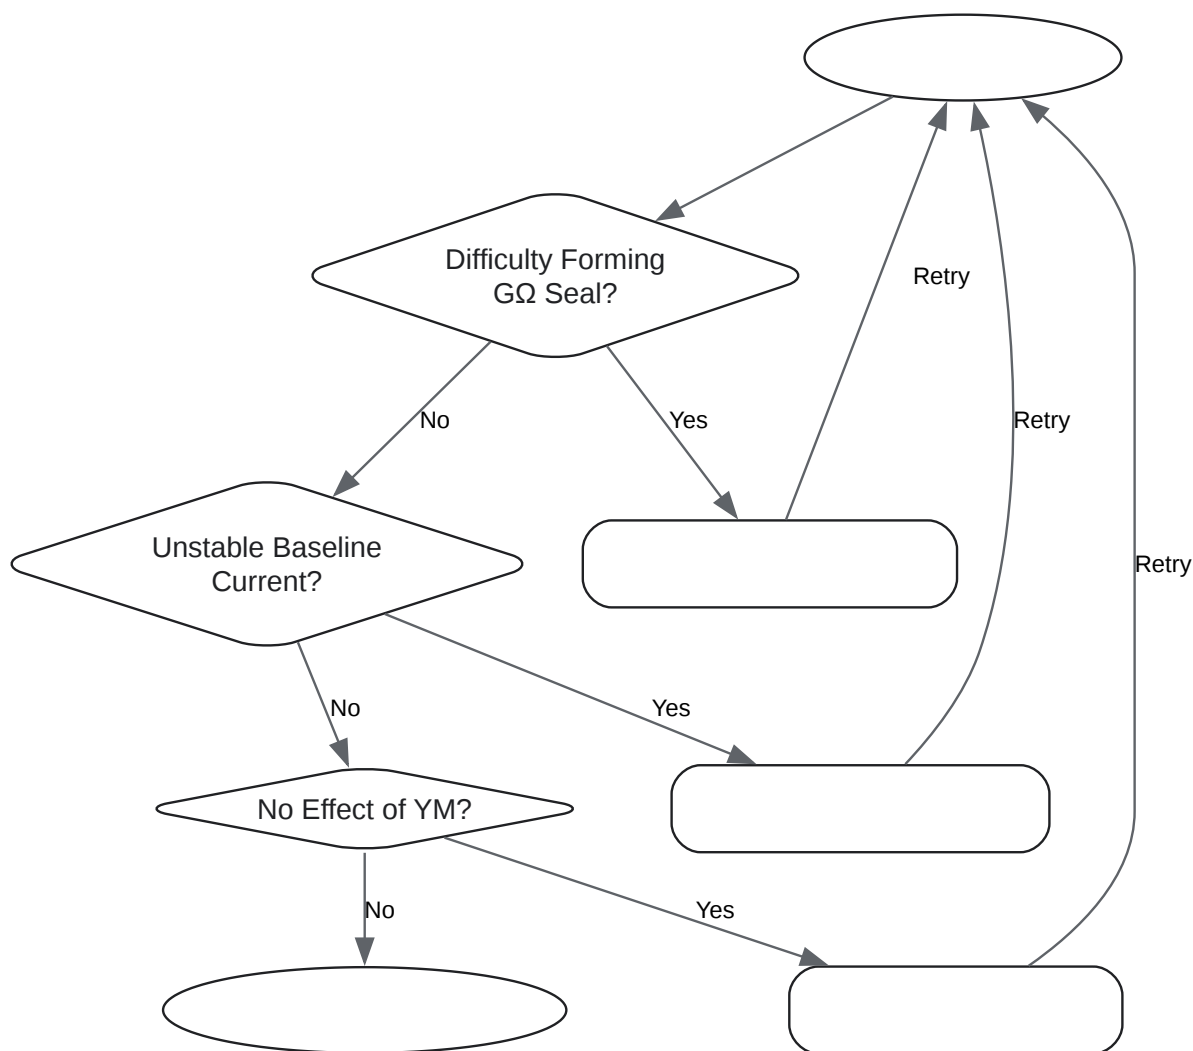 Difficulty Forming
GΩ Seal?
Retry
No
Yes
Retry
Unstable Baseline
Current?
Retry
No
Yes
No Effect of YM?
No
Yes